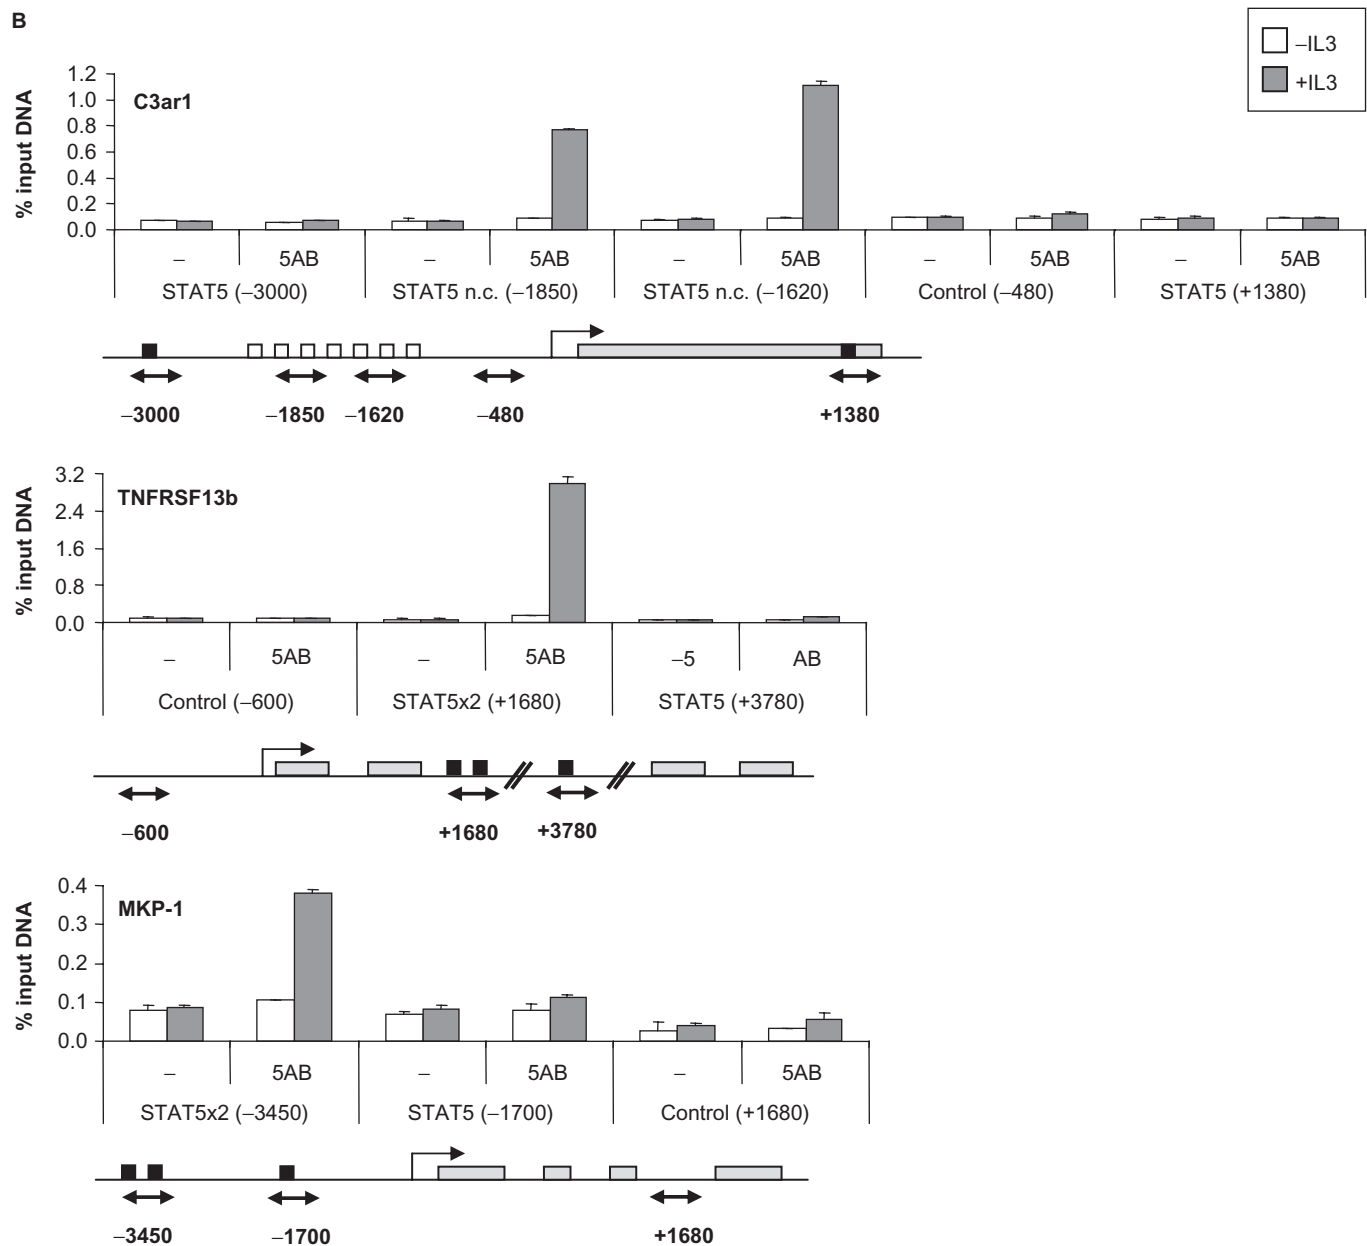 B
–IL3
+IL3
C3ar1
% input DNA
1.2
1.0
0.8
0.6
0.4
0.2
0.0
– 5AB – 5AB – 5AB – 5AB – 5AB
STAT5 (–3000) STAT5 n.c. (–1850) STAT5 n.c. (–1620) Control (–480) STAT5 (+1380)
–3000 –1850 –1620 –480 +1380
TNFRSF13b
% input DNA
3.2
2.4
1.6
0.8
0.0
– 5AB – 5AB –5 AB
Control (–600) STAT5x2 (+1680) STAT5 (+3780)
–600 +1680 +3780
MKP-1
% input DNA
0.4
0.3
0.2
0.1
0.0
– 5AB – 5AB – 5AB
STAT5x2 (–3450) STAT5 (–1700) Control (+1680)
–3450 –1700 +1680